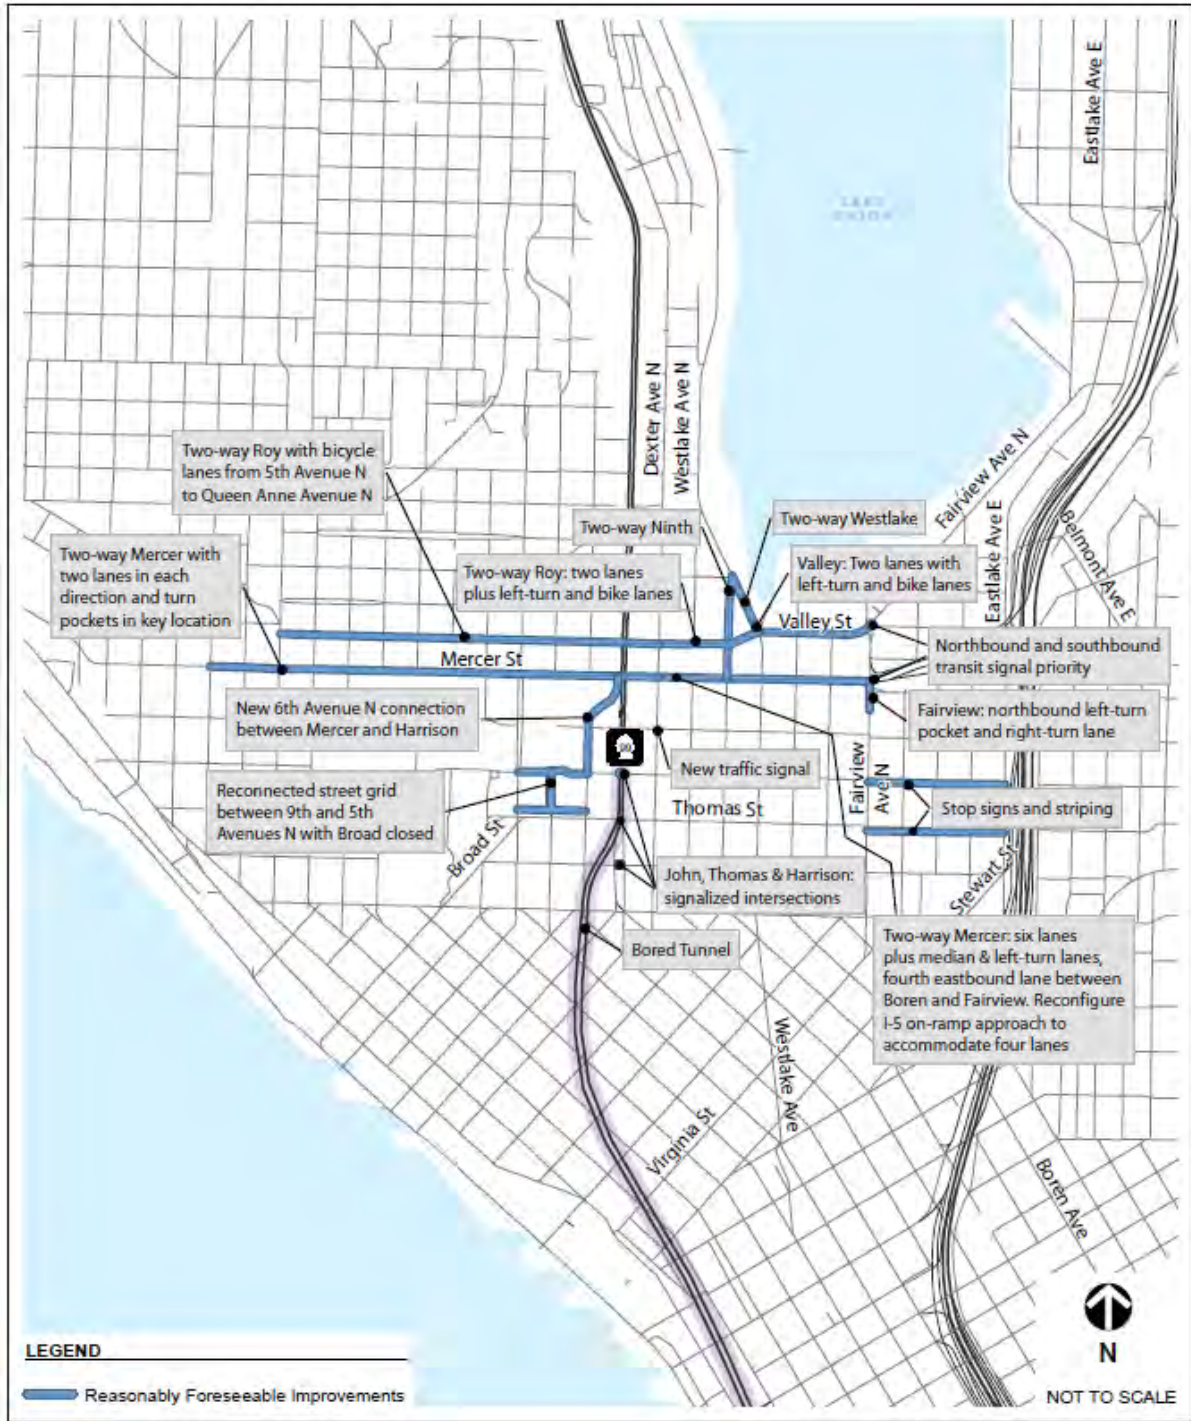 Eastlake Ave E
LAKE
UNION
Dexter Ave N
Westlake Ave N
Fairview Ave N
Eastlake Ave E
Belmont Ave E
Two-way Roy with bicycle
lanes from 5th Avenue N
to Queen Anne Avenue N
Two-way Ninth
Two-way Westlake
Two-way Mercer with
two lanes in each
direction and turn
pockets in key location
Two-way Roy: two lanes
plus left-turn and bike lanes
Valley: Two lanes with
left-turn and bike lanes
Valley St
Mercer St
Northbound and southbound
transit signal priority
New 6th Avenue N connection
between Mercer and Harrison
Fairview: northbound left-turn
pocket and right-turn lane
99
New traffic signal
Reconnected street grid
between 9th and 5th
Avenues N with Broad closed
Thomas St
Fairview
Ave N
Stop signs and striping
Broad St
John, Thomas & Harrison:
signalized intersections
Stewart St
Bored Tunnel
Two-way Mercer: six lanes
plus median & left-turn lanes,
fourth eastbound lane between
Boren and Fairview. Reconfigure
I-5 on-ramp approach to
accommodate four lanes
Westlake Ave
Virginia St
Boren Ave
N
LEGEND
Reasonably Foreseeable Improvements
NOT TO SCALE